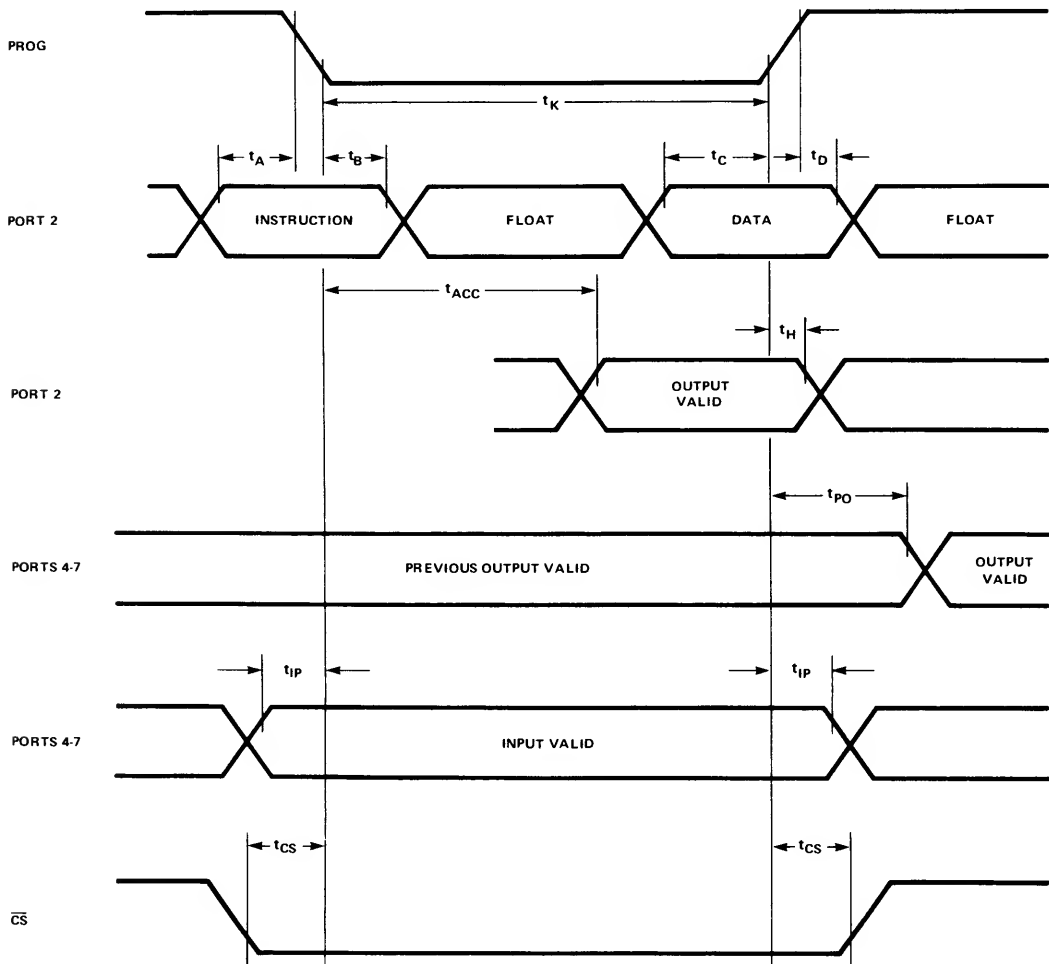 PROG
tK
tA
tB
tC
tD
PORT 2
INSTRUCTION
FLOAT
DATA
FLOAT
tACC
tH
PORT 2
OUTPUT
VALID
tPO
PORTS 4-7
PREVIOUS OUTPUT VALID
OUTPUT
VALID
tIP
tIP
PORTS 4-7
INPUT VALID
tCS
tCS
C̅S̅